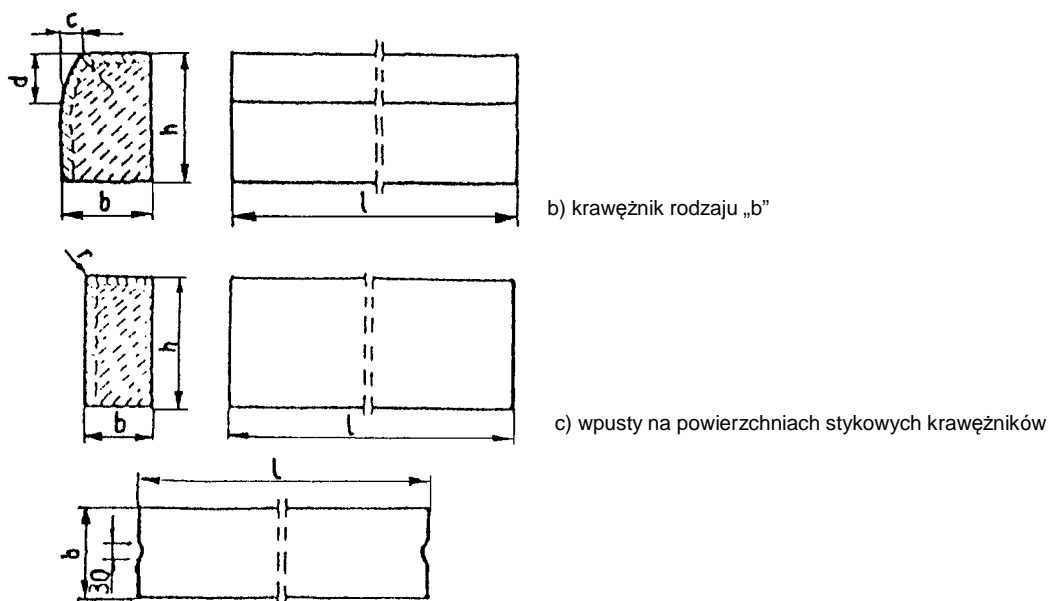 c
d
h
b
l
b) krawężnik rodzaju „b”
r
h
b
l
c) wpusty na powierzchniach stykowych krawężników
l
b
30